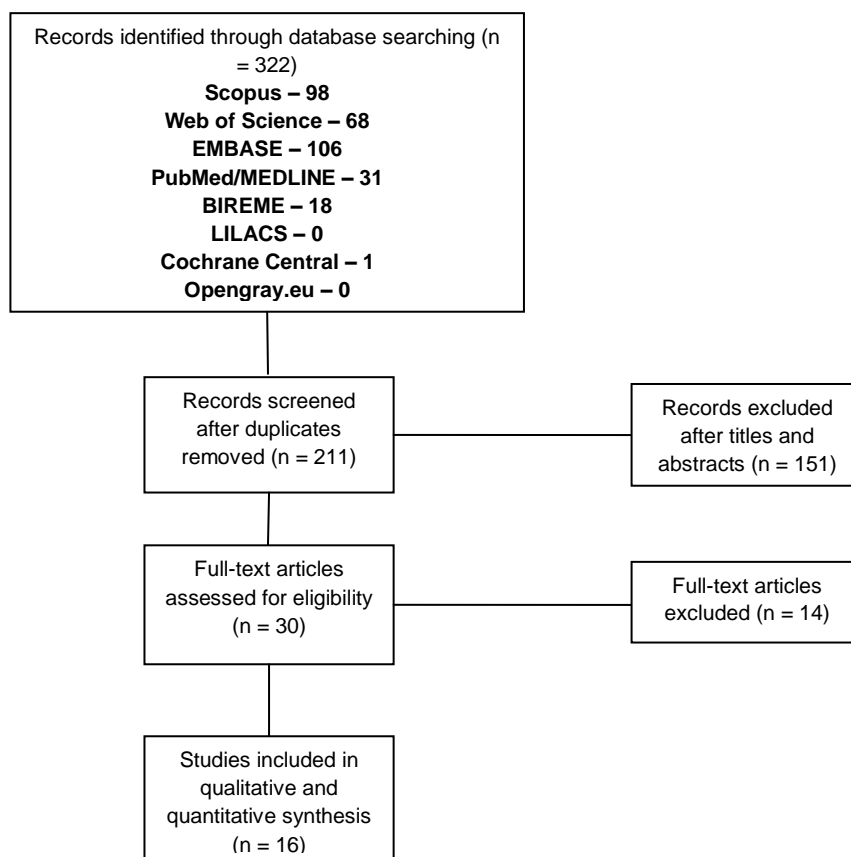 Records identified through database searching (n
= 322)
Scopus – 98
Web of Science – 68
EMBASE – 106
PubMed/MEDLINE – 31
BIREME – 18
LILACS – 0
Cochrane Central – 1
Opengray.eu – 0
Records screened
after duplicates
removed (n = 211)
Records excluded
after titles and
abstracts (n = 151)
Full-text articles
assessed for eligibility
(n = 30)
Full-text articles
excluded (n = 14)
Studies included in
qualitative and
quantitative synthesis
(n = 16)